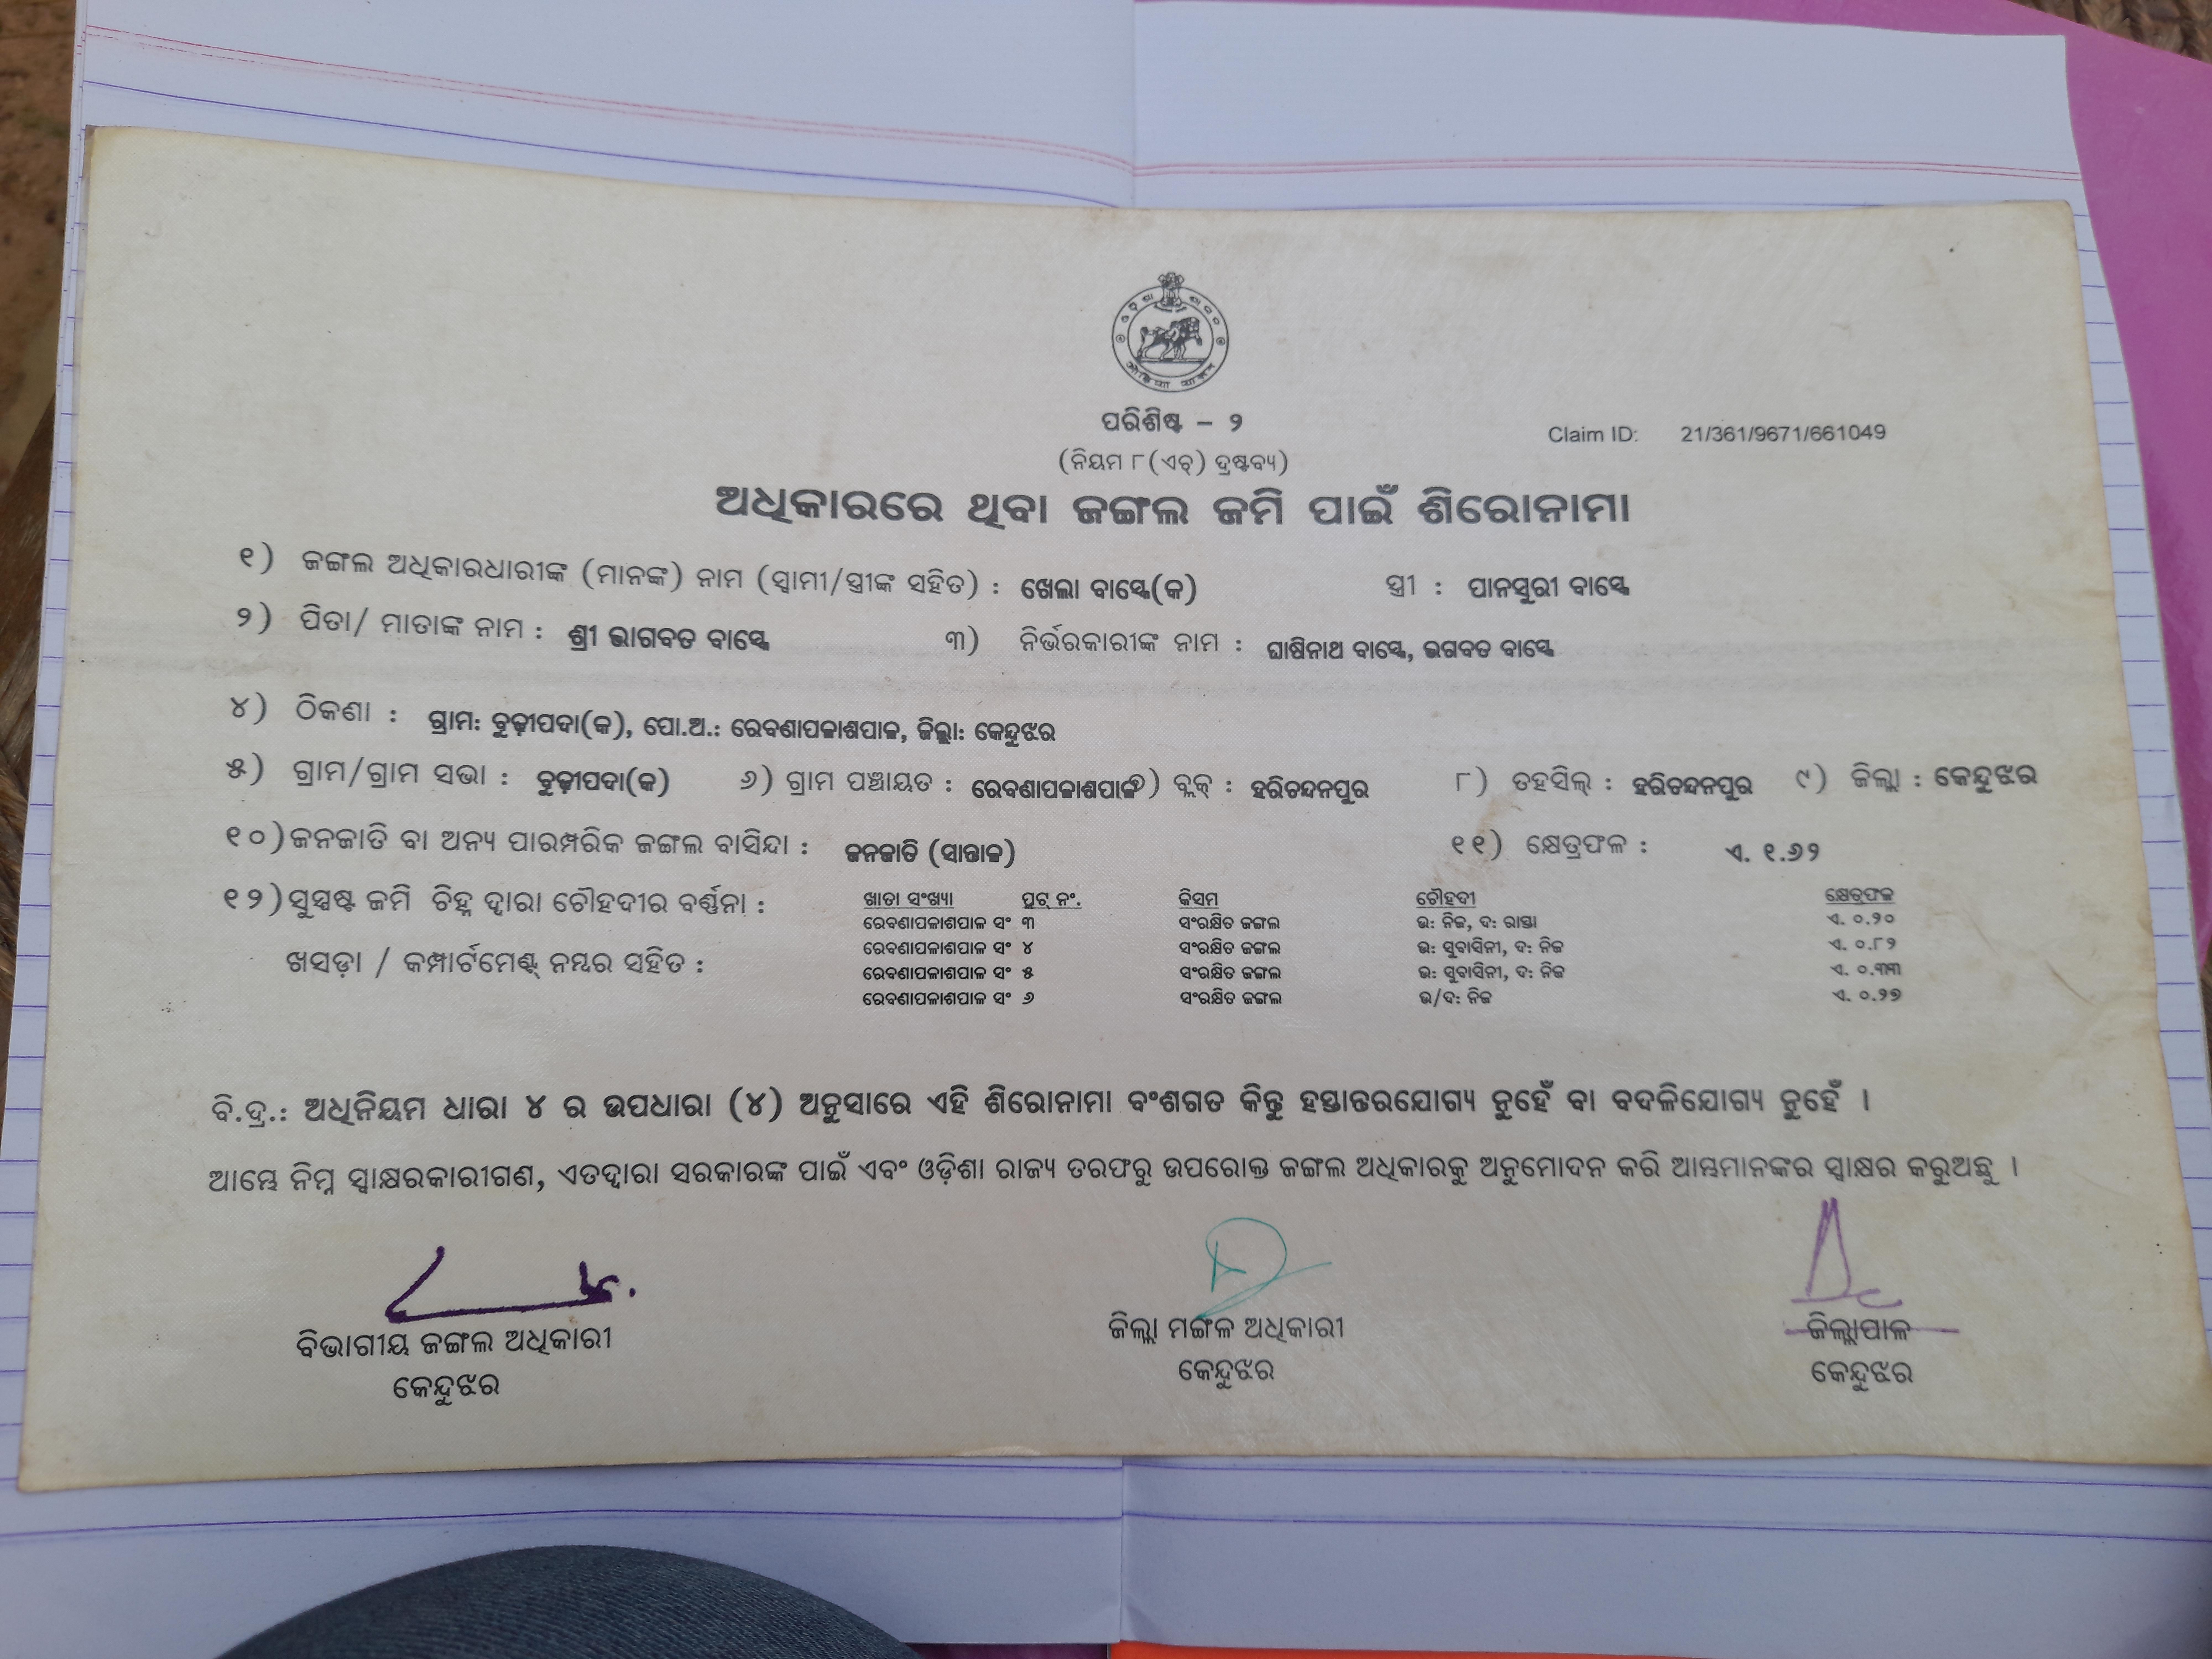 ପରିଶିଷ୍ଟ – ୨
Claim ID: 21/361/9671/661049
(ନିୟମ ୮(ଏଚ୍) ଦ୍ରଷ୍ଟବ୍ୟ)
ଅଧିକାରରେ ଥିବା ଜଙ୍ଗଲ ଜମି ପାଇଁ ଶିରୋନାମା
୧) ଜଙ୍ଗଲ ଅଧିକାରଧାରୀଙ୍କ (ମାନଙ୍କ) ନାମ (ସ୍ୱାମୀ/ସ୍ତ୍ରୀଙ୍କ ସହିତ) : ଖେଲା ବାସ୍କେ(କ) ସ୍ତ୍ରୀ : ପାନସୁରୀ ବାସ୍କେ
୨) ପିତା/ ମାତାଙ୍କ ନାମ : ଶ୍ରୀ ଭାଗବତ ବାସ୍କେ ୩) ନିର୍ଭରକାରୀଙ୍କ ନାମ : ଘାଷିନାଥ ବାସ୍କେ, ଭଗବତ ବାସ୍କେ
୪) ଠିକଣା : ଗ୍ରାମ: ବୁଢ଼ୀପଦା(କ), ପୋ.ଅ.: ରେବଣାପଳାଶପାଳ, ଜିଲ୍ଲା: କେନ୍ଦୁଝର
୫) ଗ୍ରାମ/ଗ୍ରାମ ସଭା : ବୁଢ଼ୀପଦା(କ) ୬) ଗ୍ରାମ ପଞ୍ଚାୟତ : ରେବଣାପଳାଶପାଳ ୭) ବ୍ଲକ୍ : ହରିଚନ୍ଦନପୁର ୮) ତହସିଲ୍ : ହରିଚନ୍ଦନପୁର ୯) ଜିଲ୍ଲା : କେନ୍ଦୁଝର
୧୦) ଜନଜାତି ବା ଅନ୍ୟ ପାରମ୍ପରିକ ଜଙ୍ଗଲ ବାସିନ୍ଦା : ଜନଜାତି (ସାନ୍ତାଳ) ୧୧) କ୍ଷେତ୍ରଫଳ : ଏ. ୧.୬୨
୧୨) ସୁସ୍ପଷ୍ଟ ଜମି ଚିହ୍ନ ଦ୍ୱାରା ଚୌହଦୀର ବର୍ଣ୍ଣନା :
ଖସଡ଼ା / କମ୍ପାର୍ଟମେଣ୍ଟ୍ ନମ୍ବର ସହିତ :
ଖାତା ସଂଖ୍ୟା ପ୍ଲଟ୍ ନଂ. କିସମ ଚୌହଦୀ କ୍ଷେତ୍ରଫଳ
ରେବଣାପଳାଶପାଳ ସଂ ୩ ସଂରକ୍ଷିତ ଜଙ୍ଗଲ ଉ: ନିଜ, ଦ: ରାସ୍ତା ଏ. ୦.୨୦
ରେବଣାପଳାଶପାଳ ସଂ ୪ ସଂରକ୍ଷିତ ଜଙ୍ଗଲ ଉ: ସୁବାସିନୀ, ଦ: ନିଜ ଏ. ୦.୮୨
ରେବଣାପଳାଶପାଳ ସଂ ୫ ସଂରକ୍ଷିତ ଜଙ୍ଗଲ ଉ: ସୁବାସିନୀ, ଦ: ନିଜ ଏ. ୦.୩୩
ରେବଣାପଳାଶପାଳ ସଂ ୬ ସଂରକ୍ଷିତ ଜଙ୍ଗଲ ଉ/ଦ: ନିଜ ଏ. ୦.୨୭
ବି.ଦ୍ର.: ଅଧିନିୟମ ଧାରା ୪ ର ଉପଧାରା (୪) ଅନୁସାରେ ଏହି ଶିରୋନାମା ବଂଶଗତ କିନ୍ତୁ ହସ୍ତାନ୍ତରଯୋଗ୍ୟ ନୁହେଁ ବା ବଦଳିଯୋଗ୍ୟ ନୁହେଁ ।
ଆମ୍ଭେ ନିମ୍ନ ସ୍ୱାକ୍ଷରକାରୀଗଣ, ଏତଦ୍ୱାରା ସରକାରଙ୍କ ପାଇଁ ଏବଂ ଓଡ଼ିଶା ରାଜ୍ୟ ତରଫରୁ ଉପରୋକ୍ତ ଜଙ୍ଗଲ ଅଧିକାରକୁ ଅନୁମୋଦନ କରି ଆମ୍ଭମାନଙ୍କର ସ୍ୱାକ୍ଷର କରୁଅଛୁ ।
ବିଭାଗୀୟ ଜଙ୍ଗଲ ଅଧିକାରୀ
କେନ୍ଦୁଝର
ଜିଲ୍ଲା ମଙ୍ଗଳ ଅଧିକାରୀ
କେନ୍ଦୁଝର
ଜିଲ୍ଲାପାଳ
କେନ୍ଦୁଝର